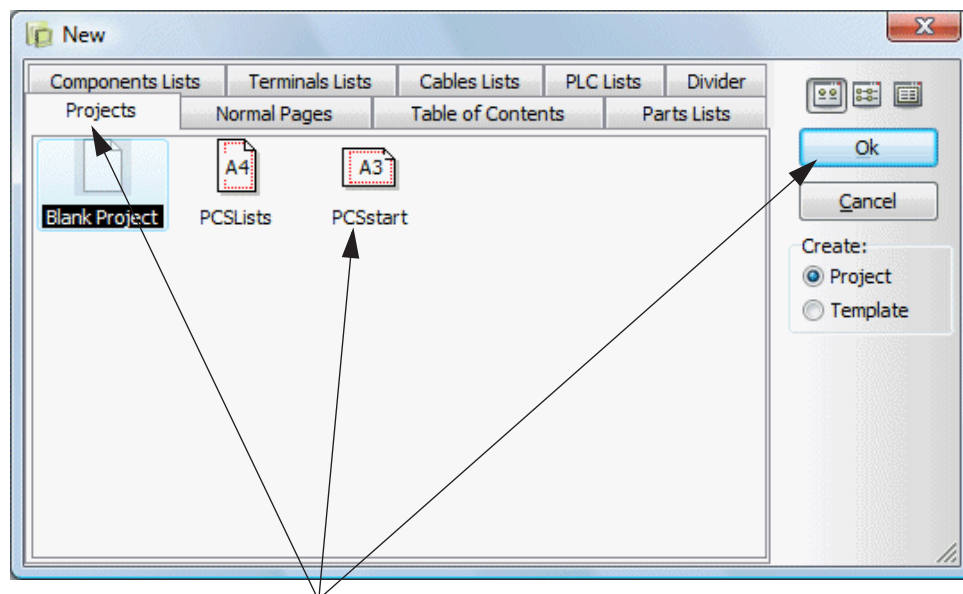 New
Components Lists Terminals Lists Cables Lists PLC Lists Divider
Projects Normal Pages Table of Contents Parts Lists
A4 A3
Blank Project PCSLists PCSstart
Ok
Cancel
Create:
Project
Template